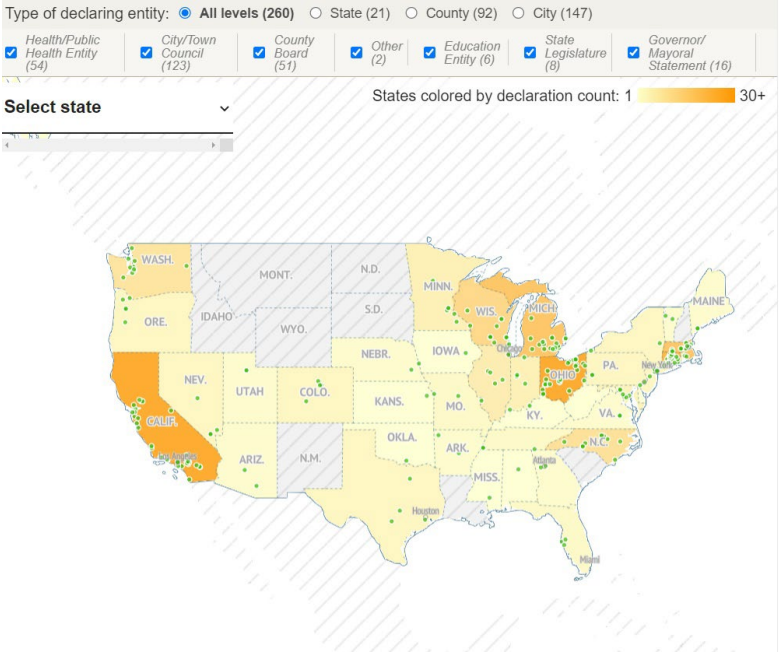 Type of declaring entity: All levels (260) State (21) County (92) City (147)
Health/Public Health Entity (54)
City/Town Council (123)
County Board (51)
Other (2)
Education Entity (6)
State Legislature (8)
Governor/ Mayoral Statement (16)
Select state
States colored by declaration count: 1 30+
WASH.
MONT.
N.D.
MINN.
ORE.
IDAHO
S.D.
WIS.
MICH.
MAINE
WYO.
IOWA
Chicago
NEBR.
NEV.
UTAH
COLO.
OHIO
PA.
New York
KANS.
MO.
KY.
VA.
CALIF.
Los Angeles
OKLA.
ARK.
N.C.
ARIZ.
N.M.
Atlanta
MISS.
Houston
Miami